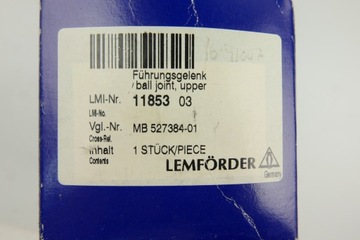 Führungsgelenk
/ball joint, upper
LMI-Nr. 11853 03
LMI-No.
Vgl.-Nr. MB 527384-01
Cross-Ref.
Inhalt 1 STÜCK/PIECE
Contents
LEMFÖRDER
Germany